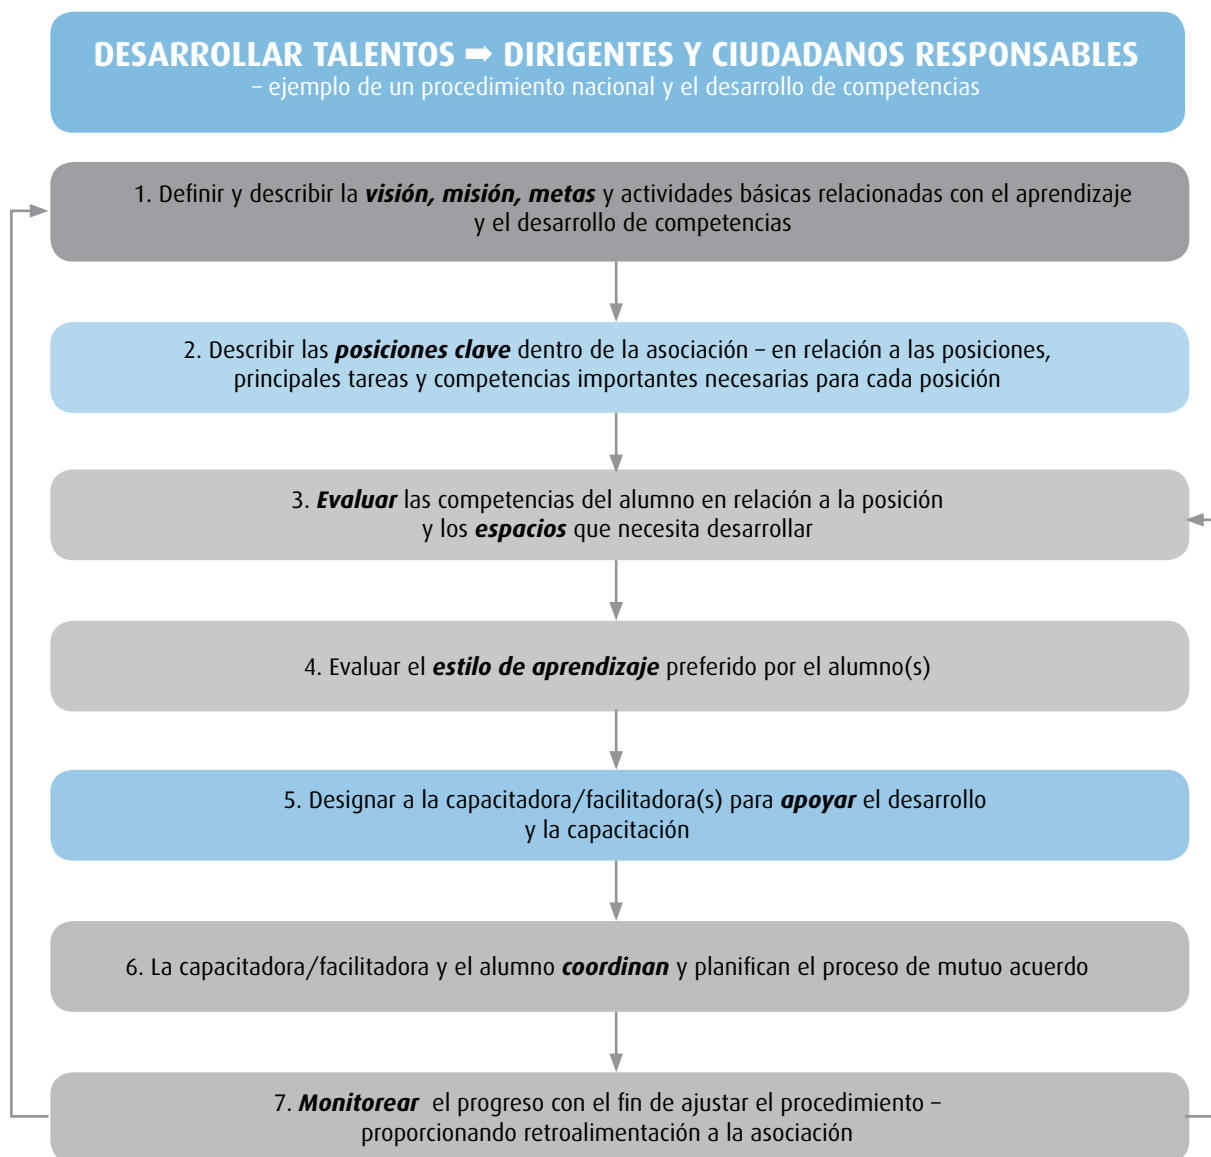 DESARROLLAR TALENTOS ➡ DIRIGENTES Y CIUDADANOS RESPONSABLES
– ejemplo de un procedimiento nacional y el desarrollo de competencias
1. Definir y describir la visión, misión, metas y actividades básicas relacionadas con el aprendizaje
y el desarrollo de competencias
2. Describir las posiciones clave dentro de la asociación – en relación a las posiciones,
principales tareas y competencias importantes necesarias para cada posición
3. Evaluar las competencias del alumno en relación a la posición
y los espacios que necesita desarrollar
4. Evaluar el estilo de aprendizaje preferido por el alumno(s)
5. Designar a la capacitadora/facilitadora(s) para apoyar el desarrollo
y la capacitación
6. La capacitadora/facilitadora y el alumno coordinan y planifican el proceso de mutuo acuerdo
7. Monitorear el progreso con el fin de ajustar el procedimiento –
proporcionando retroalimentación a la asociación